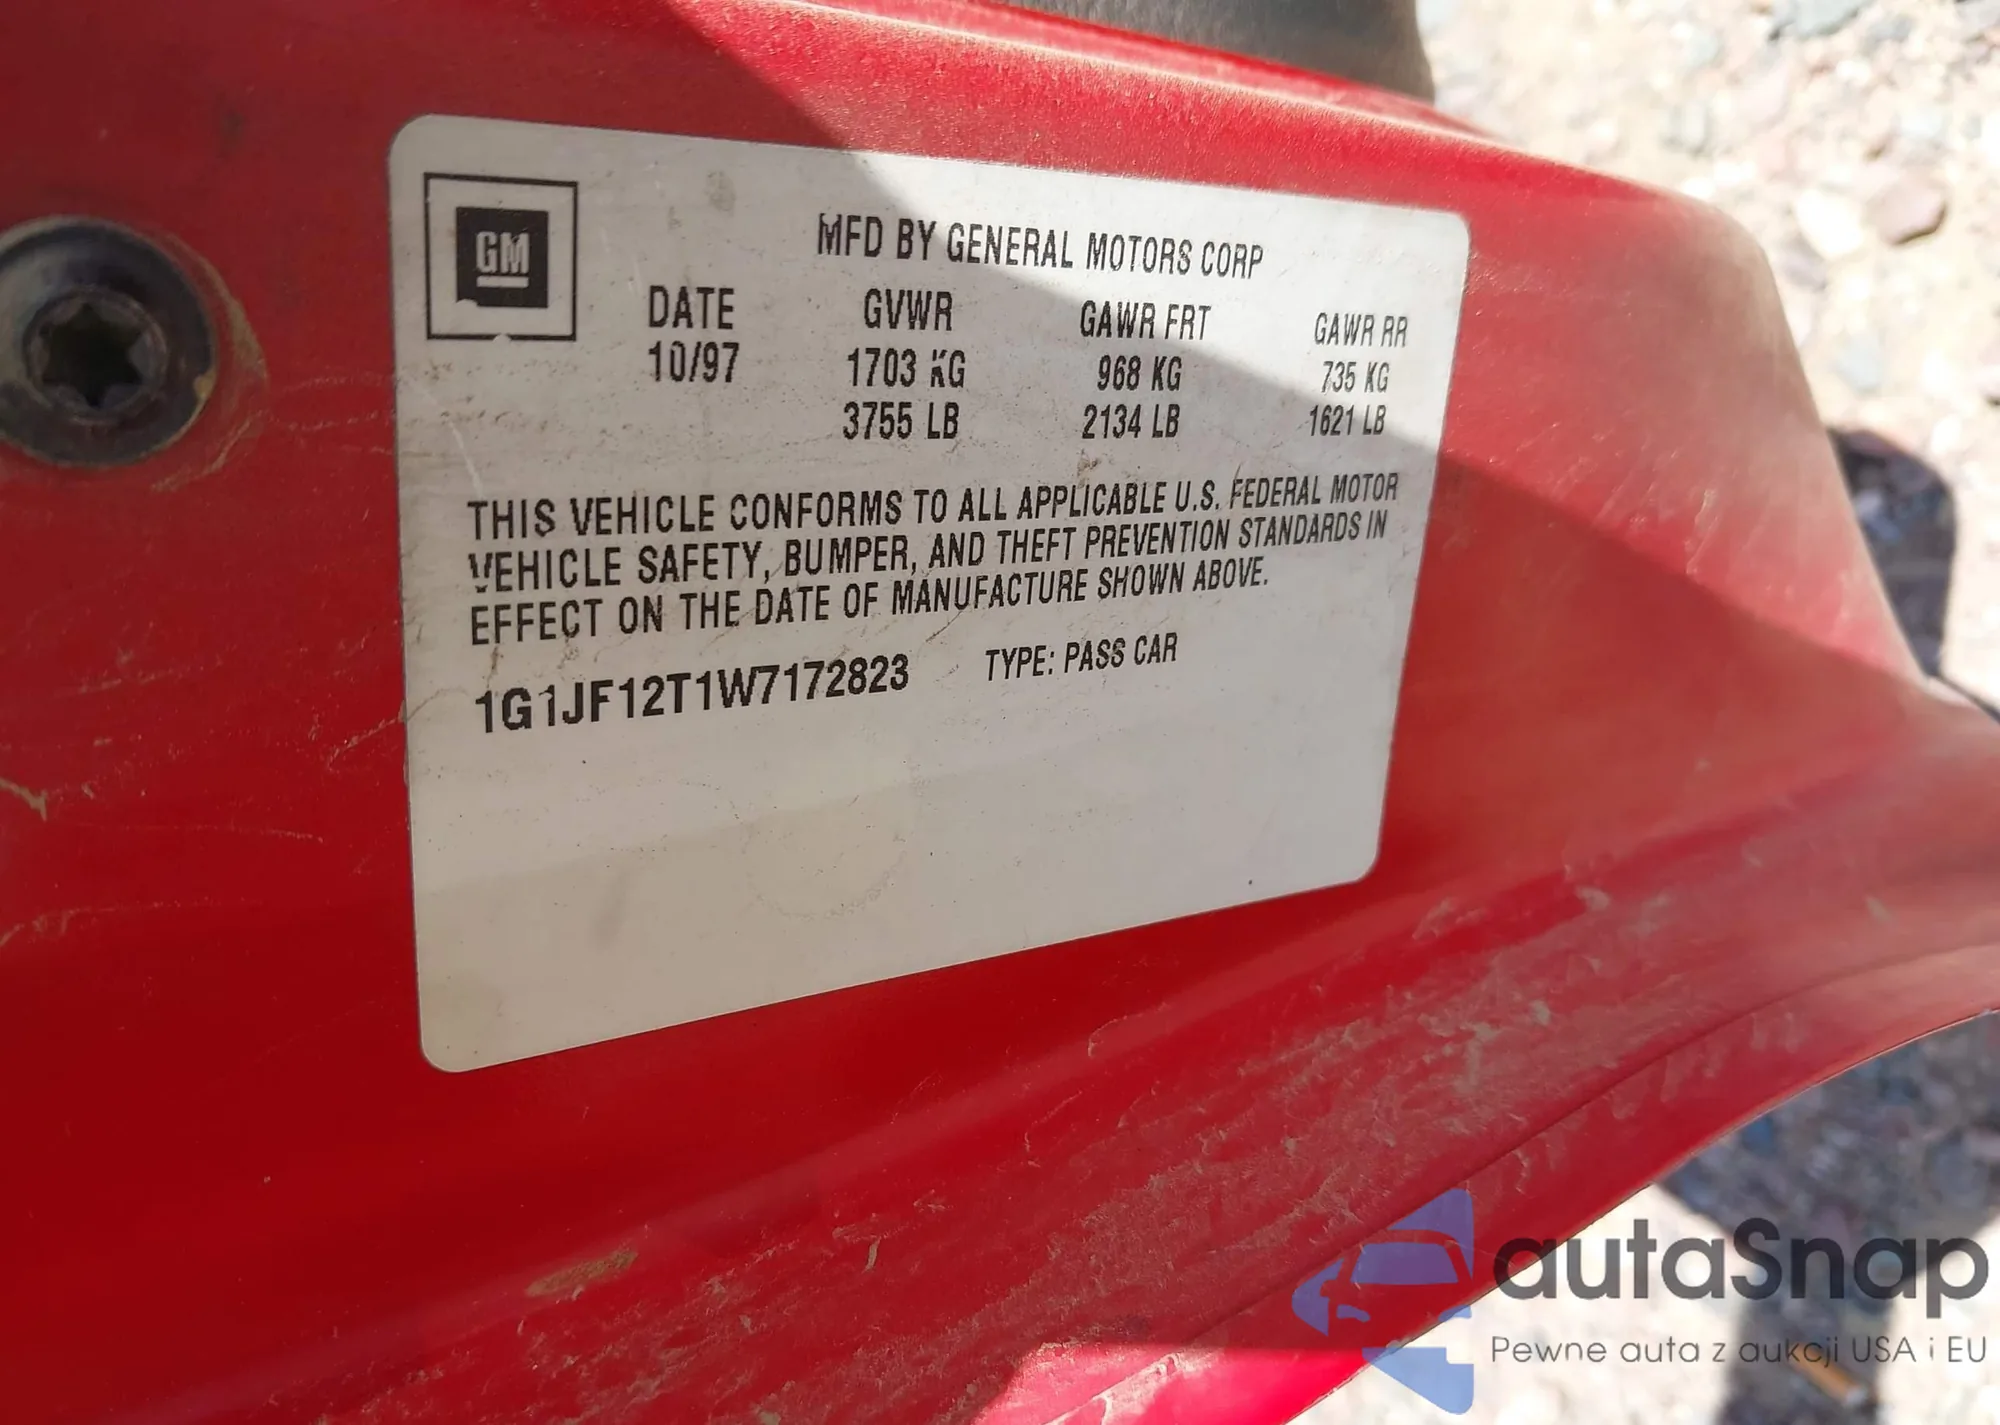 GM
MFD BY GENERAL MOTORS CORP
DATE GVWR GAWR FRT GAWR RR
10/97 1703 KG 968 KG 735 KG
3755 LB 2134 LB 1621 LB
THIS VEHICLE CONFORMS TO ALL APPLICABLE U.S. FEDERAL MOTOR
VEHICLE SAFETY, BUMPER, AND THEFT PREVENTION STANDARDS IN
EFFECT ON THE DATE OF MANUFACTURE SHOWN ABOVE.
1G1JF12T1W7172823 TYPE: PASS CAR
autaSnap
Pewne auta z aukcji USA i EU